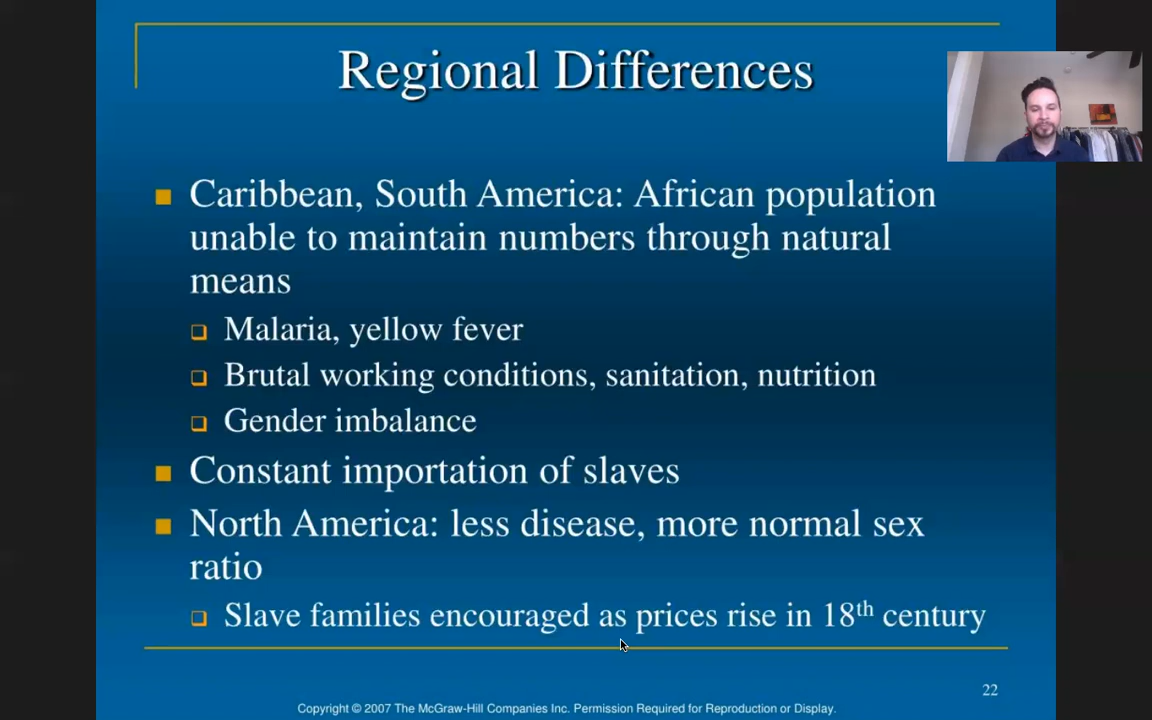 Regional Differences
Caribbean, South America: African population
unable to maintain numbers through natural
means
Malaria, yellow fever
Brutal working conditions, sanitation, nutrition
Gender imbalance
Constant importation of slaves
North America: less disease, more normal sex
ratio
Slave families encouraged as prices rise in 18th century
22
Copyright © 2007 The McGraw-Hill Companies Inc. Permission Required for Reproduction or Display.